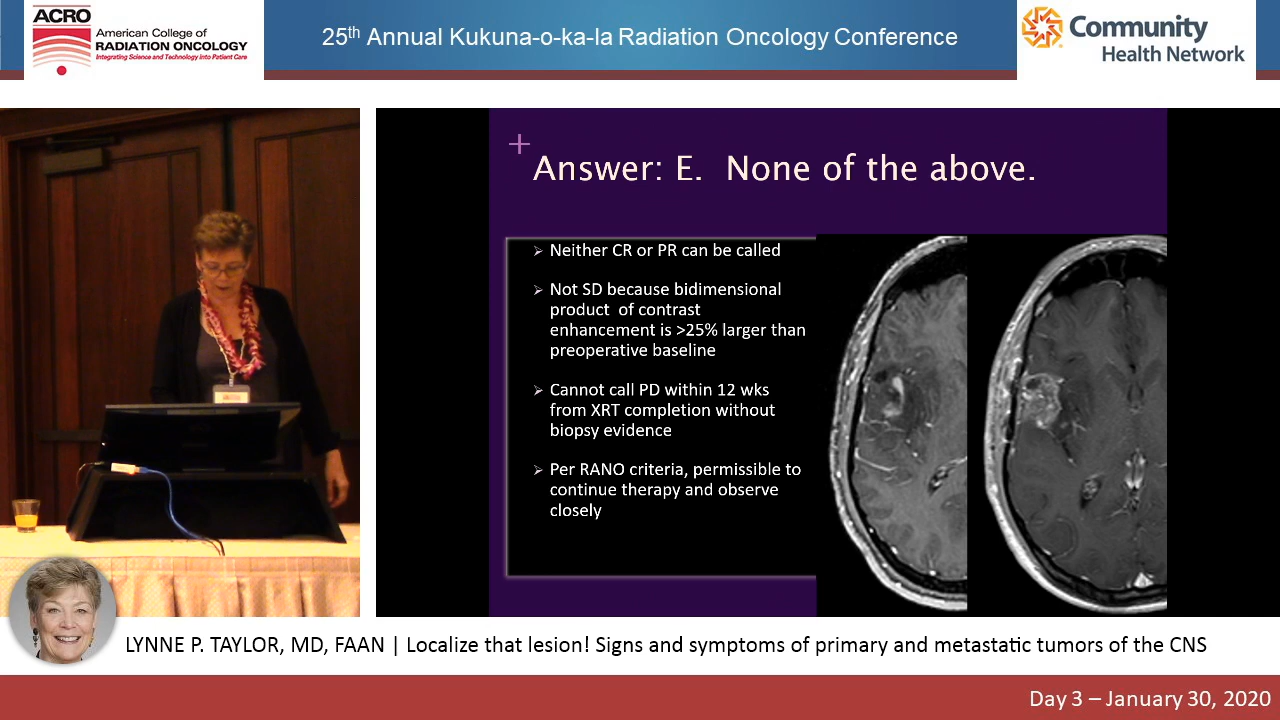 ACRO
American College of
RADIATION ONCOLOGY
Integrating Science and Technology Into Patient Care
25th Annual Kukuna-o-ka-la Radiation Oncology Conference
Community
Health Network
+
Answer: E. None of the above.
➢ Neither CR or PR can be called
➢ Not SD because bidimensional
product of contrast
enhancement is >25% larger than
preoperative baseline
➢ Cannot call PD within 12 wks
from XRT completion without
biopsy evidence
➢ Per RANO criteria, permissible to
continue therapy and observe
closely
LYNNE P. TAYLOR, MD, FAAN | Localize that lesion! Signs and symptoms of primary and metastatic tumors of the CNS
Day 3 – January 30, 2020